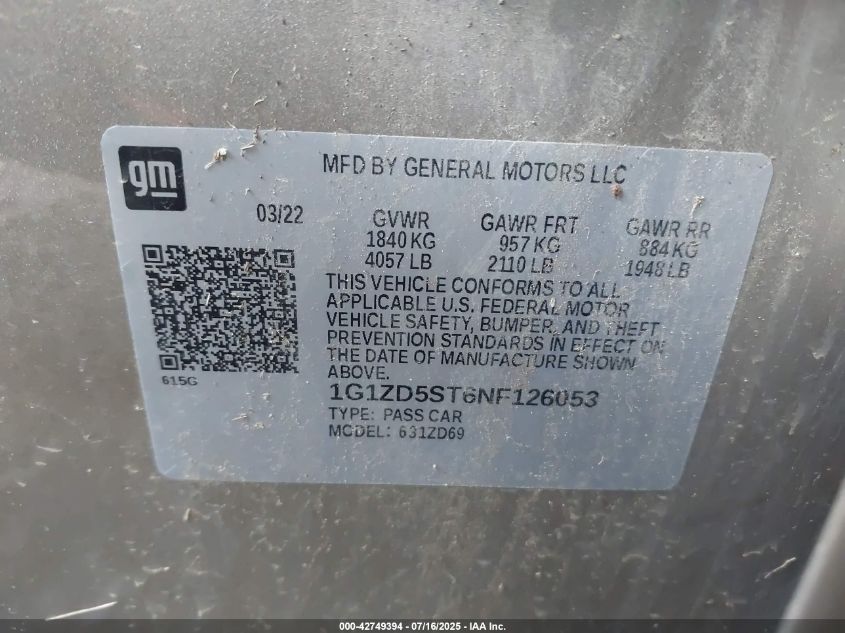 gm
MFD BY GENERAL MOTORS LLC
03/22
GVWR GAWR FRT GAWR RR
1840 KG 957 KG 884 KG
4057 LB 2110 LB 1948 LB
THIS VEHICLE CONFORMS TO ALL
APPLICABLE U.S. FEDERAL MOTOR
VEHICLE SAFETY, BUMPER, AND THEFT
PREVENTION STANDARDS IN EFFECT ON
THE DATE OF MANUFACTURE SHOWN
ABOVE.
615G
1G1ZD5ST6NF126053
TYPE: PASS CAR
MODEL: 631ZD69
000-42749394 - 07/16/2025 - IAA Inc.